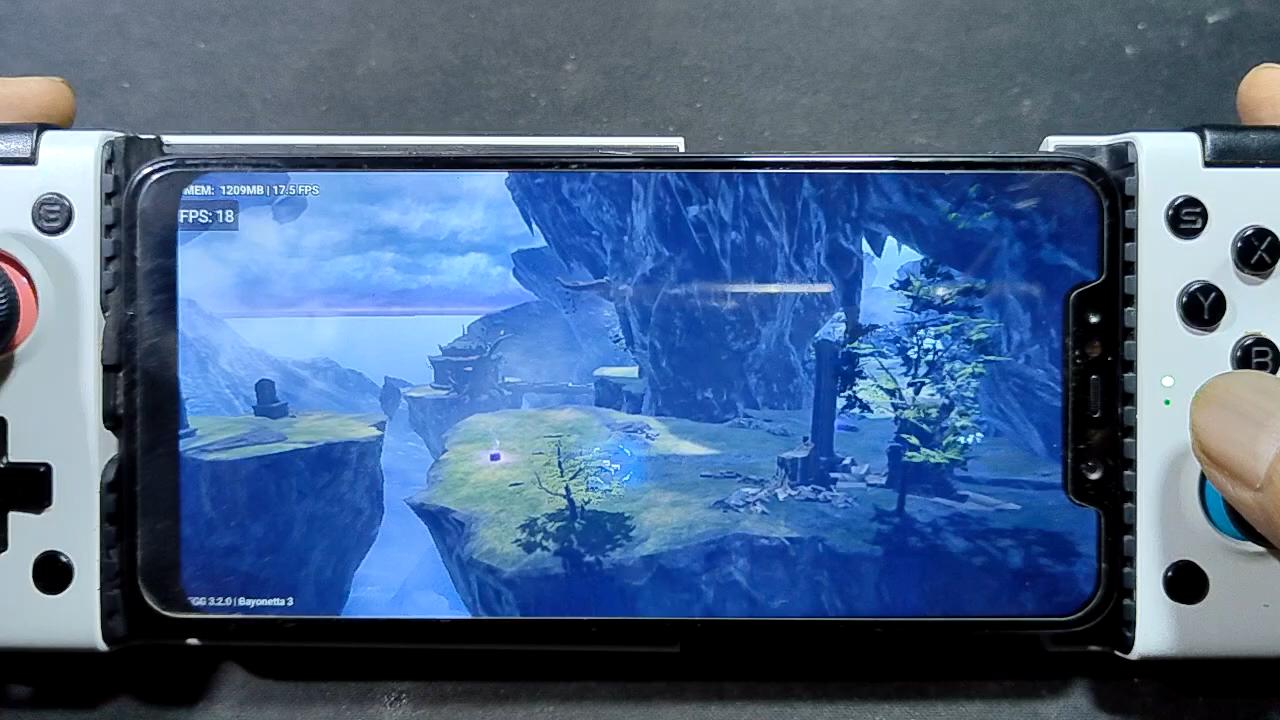 MEM: 1209MB | 17.5 FPS
FPS: 18
S
S
X
Y
B
EGG 3.2.0 | Bayonetta 3